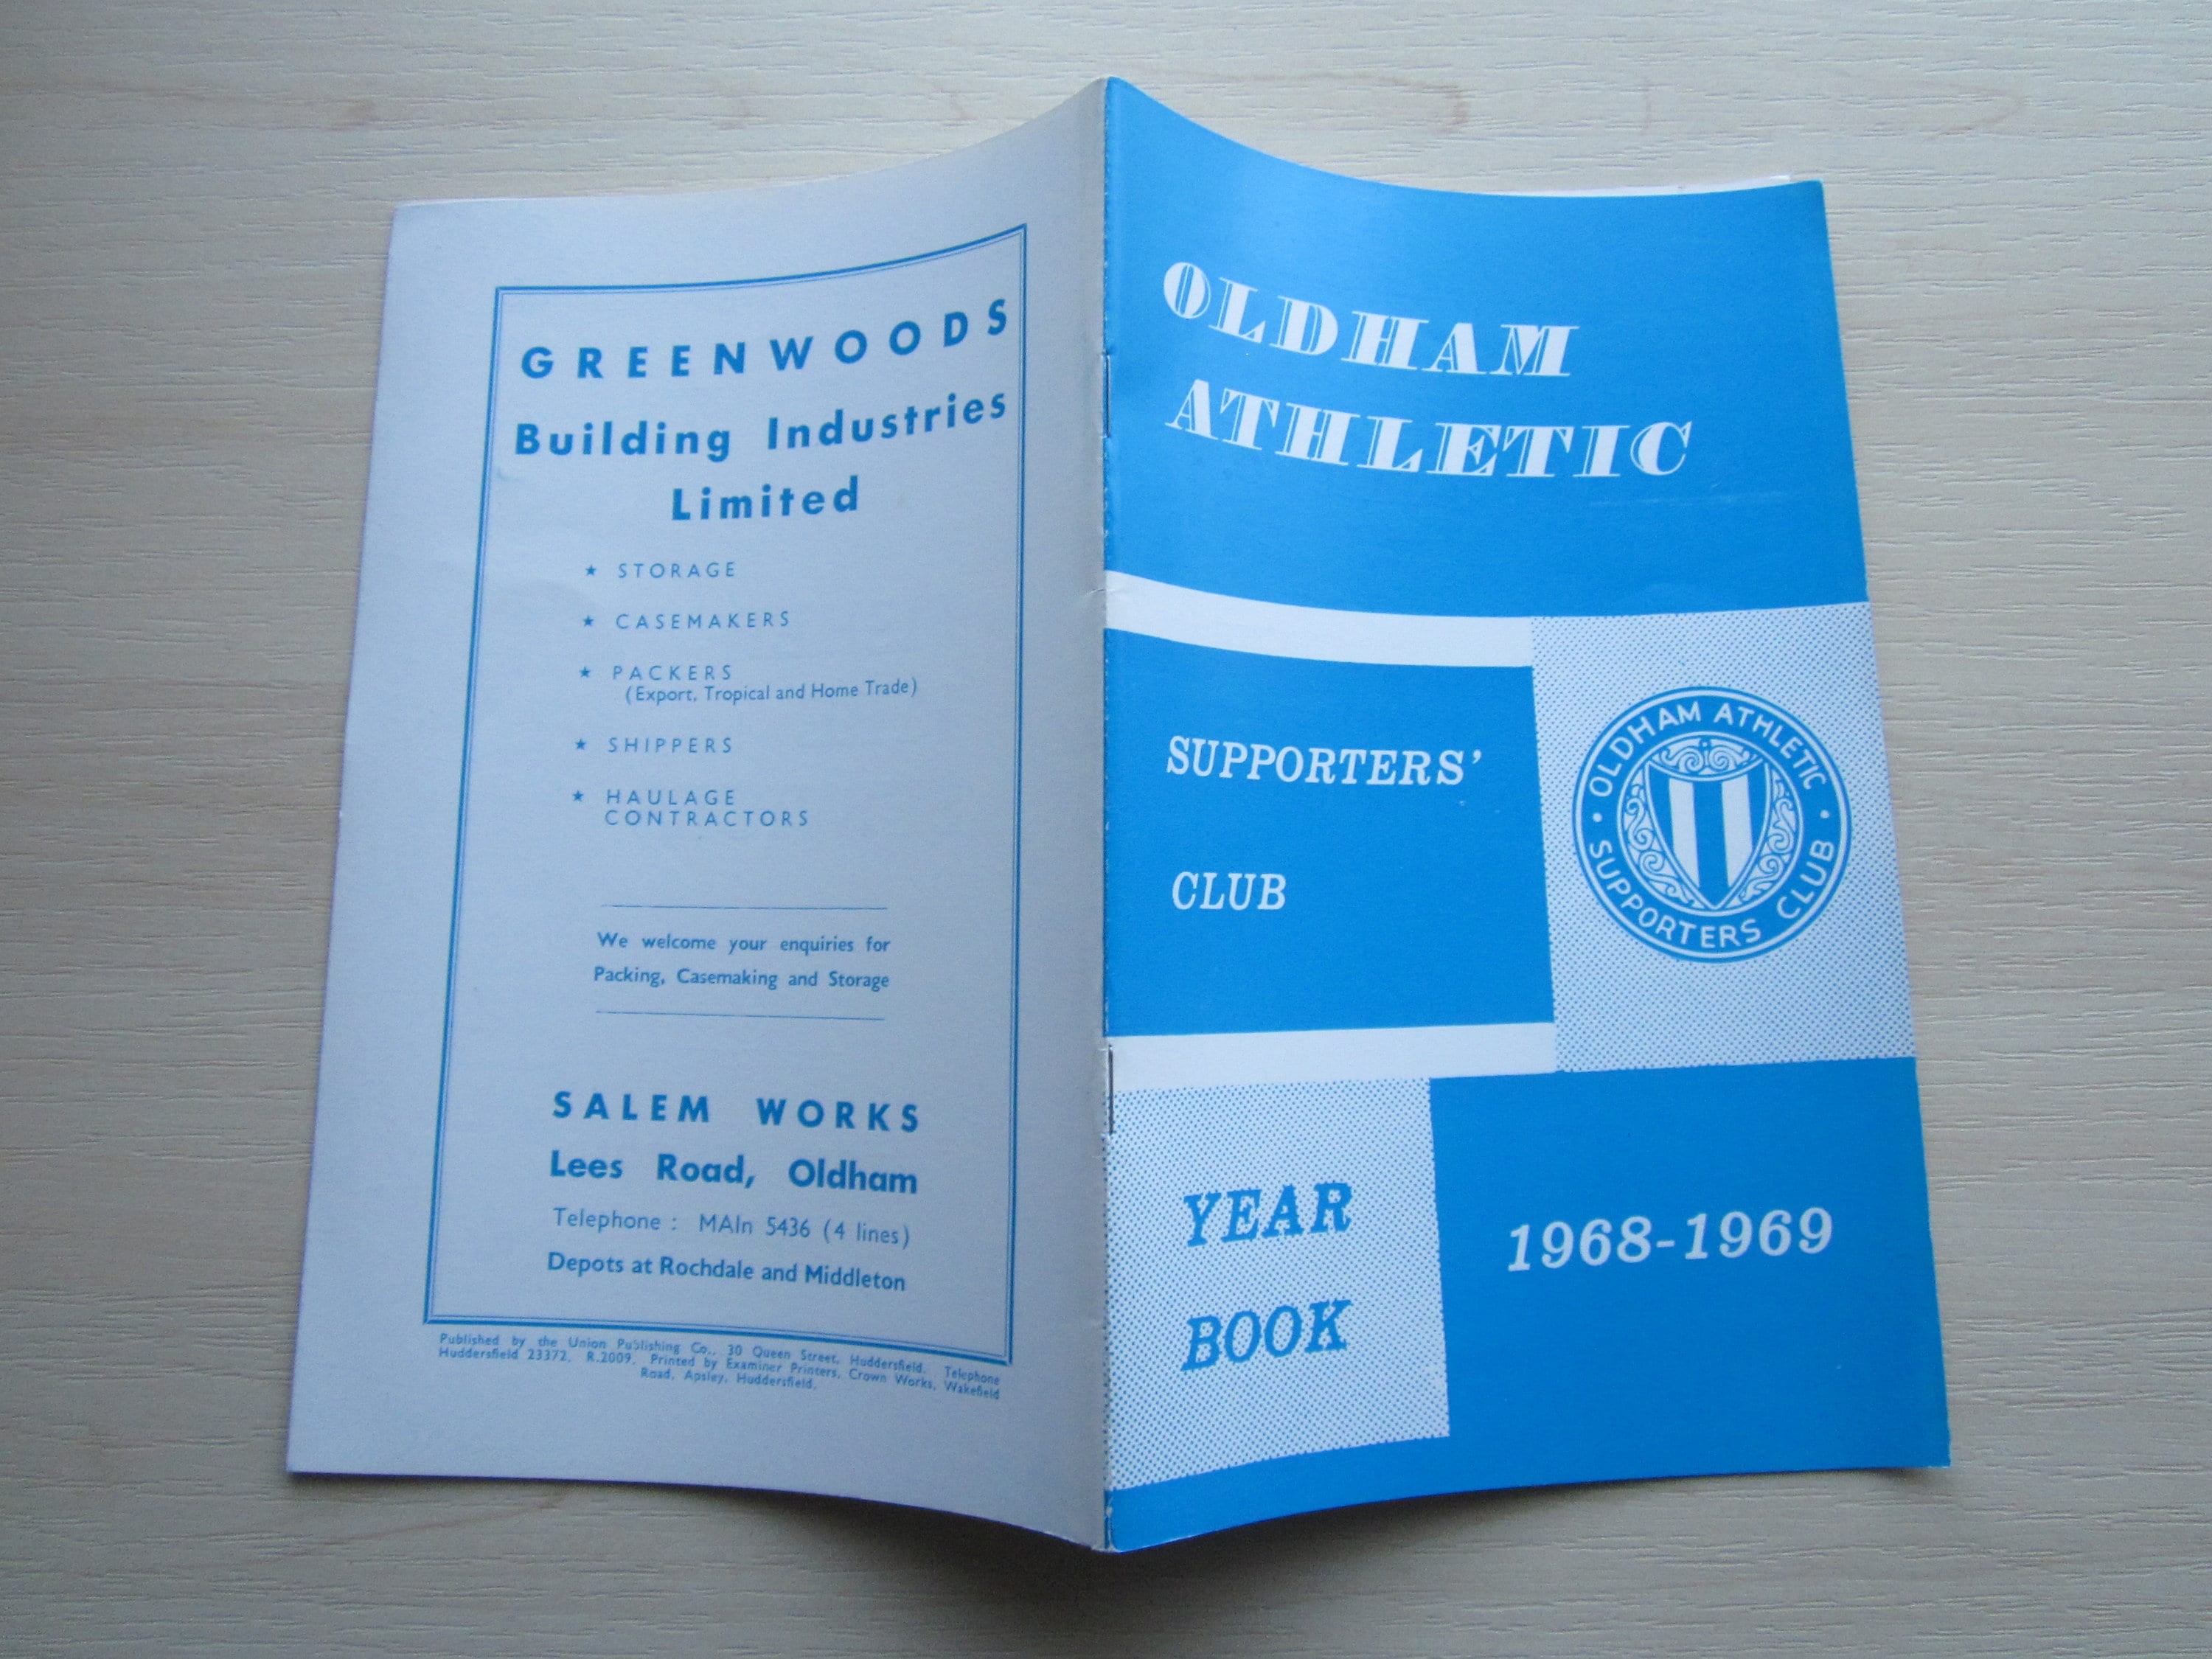 GREENWOODS
Building Industries
Limited
★ STORAGE
★ CASEMAKERS
★ PACKERS
(Export, Tropical and Home Trade)
★ SHIPPERS
★ HAULAGE
CONTRACTORS
We welcome your enquiries for
Packing, Casemaking and Storage
SALEM WORKS
Lees Road, Oldham
Telephone : MAIn 5436 (4 lines)
Depots at Rochdale and Middleton
Published by the Union Publishing Co., 30 Queen Street, Huddersfield. Telephone
Huddersfield 23372. R.2009. Printed by Examiner Printers, Crown Works, Wakefield
Road, Aspley, Huddersfield.
OLDHAM
ATHLETIC
SUPPORTERS'
CLUB
• OLDHAM ATHLETIC •
SUPPORTERS CLUB
YEAR
BOOK
1968-1969